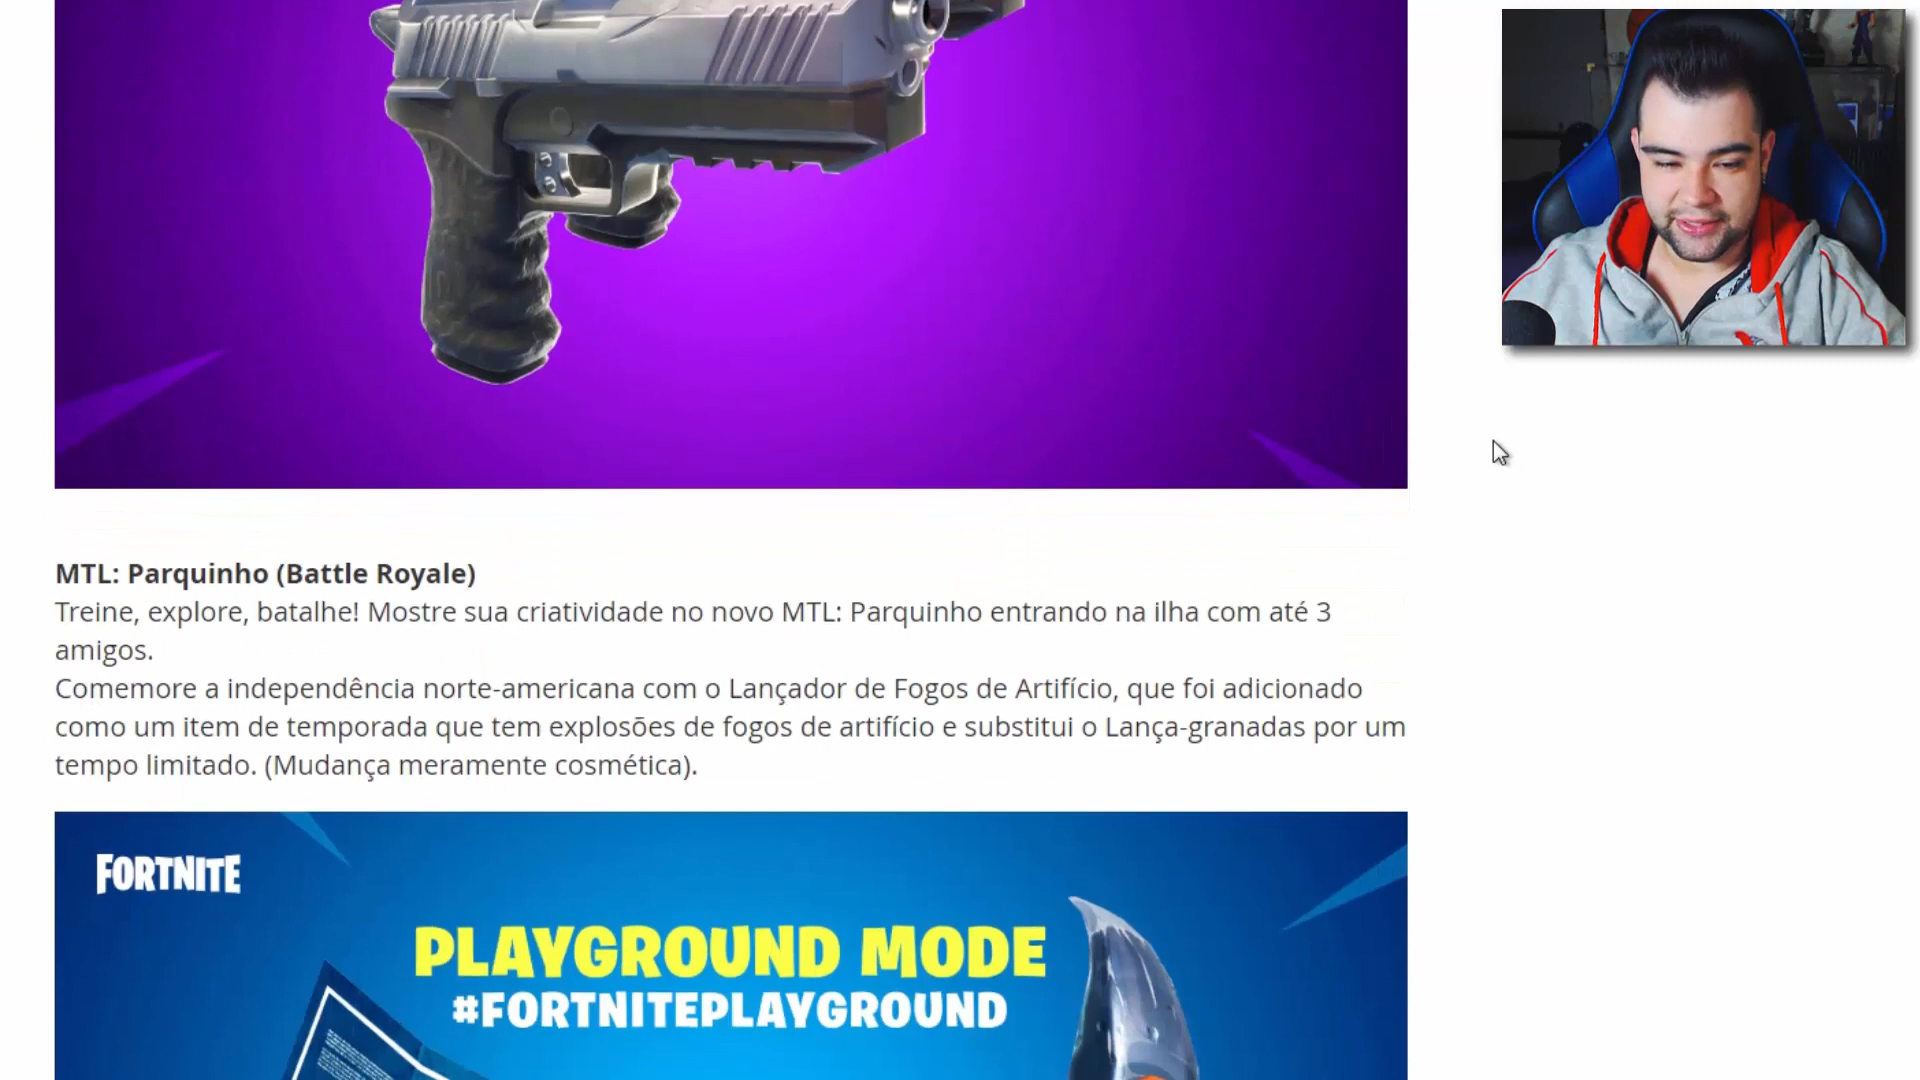 MTL: Parquinho (Battle Royale)
Treine, explore, batalhe! Mostre sua criatividade no novo MTL: Parquinho entrando na ilha com até 3
amigos.
Comemore a independência norte-americana com o Lançador de Fogos de Artifício, que foi adicionado
como um item de temporada que tem explosões de fogos de artifício e substitui o Lança-granadas por um
tempo limitado. (Mudança meramente cosmética).
FORTNITE
PLAYGROUND MODE
#FORTNITEPLAYGROUND